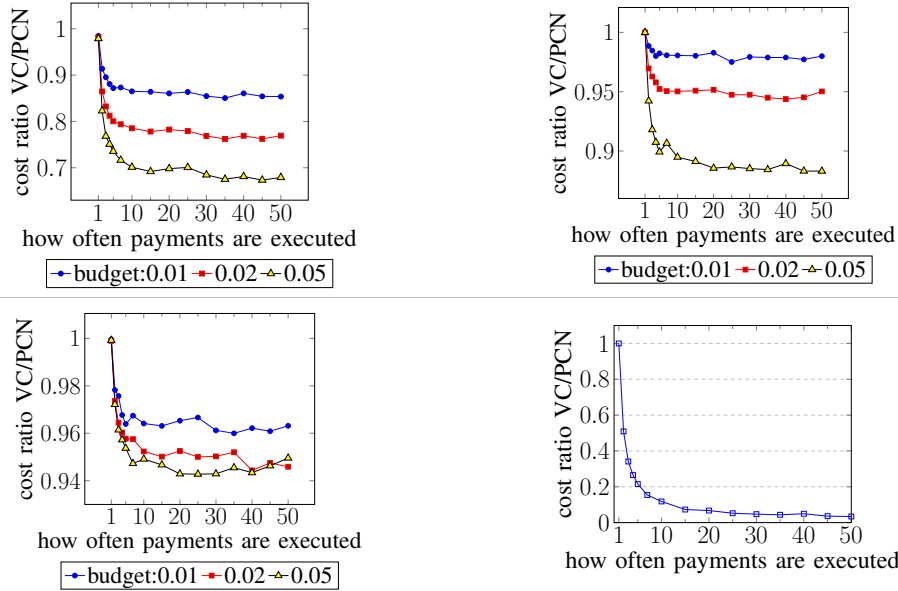 cost ratio VC/PCN
1
0.9
0.8
0.7
1 10 20 30 40 50
how often payments are executed
budget:0.01 0.02 0.05
cost ratio VC/PCN
1
0.95
0.9
1 10 20 30 40 50
how often payments are executed
budget:0.01 0.02 0.05
cost ratio VC/PCN
1
0.98
0.96
0.94
1 10 20 30 40 50
how often payments are executed
budget:0.01 0.02 0.05
cost ratio VC/PCN
1
0.8
0.6
0.4
0.2
0
1 10 20 30 40 50
how often payments are executed